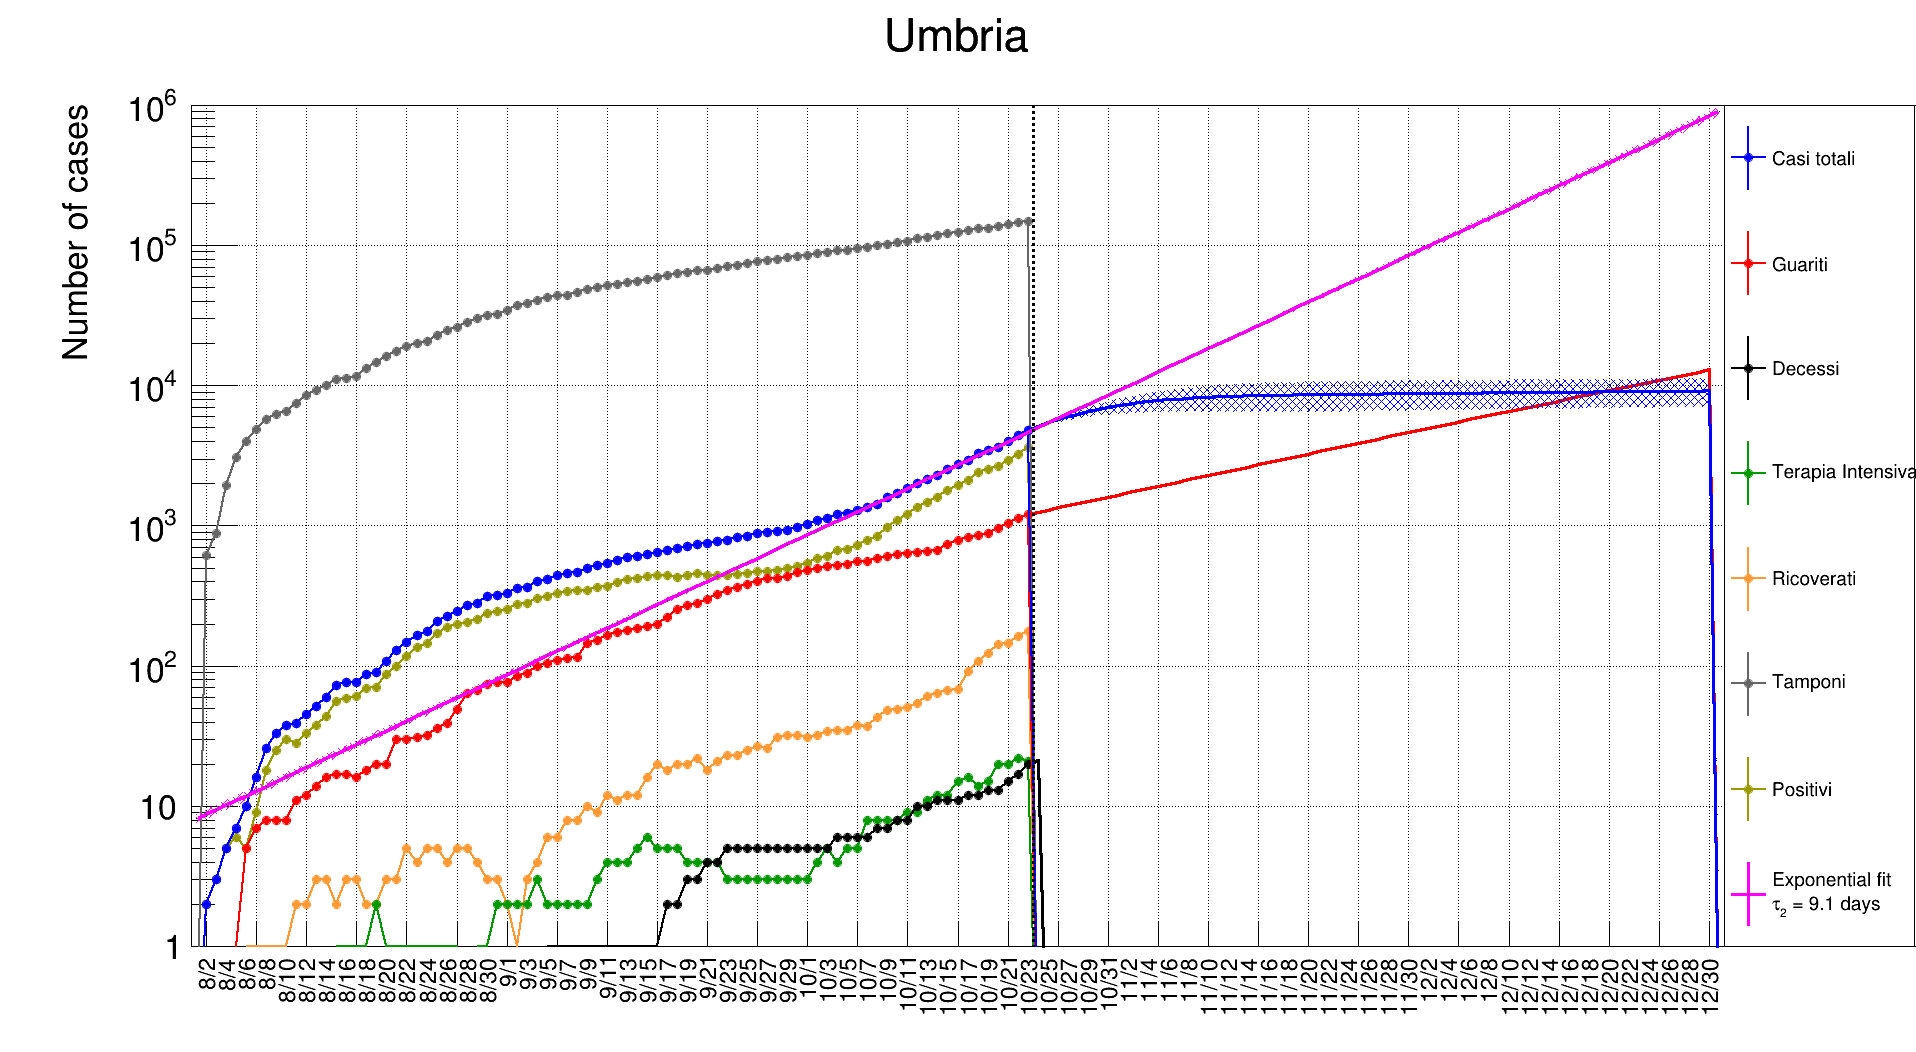 Umbria
Number of cases
10^6
10^5
10^4
10^3
10^2
10
1
8/2 8/4 8/6 8/8 8/10 8/12 8/14 8/16 8/18 8/20 8/22 8/24 8/26 8/28 8/30 9/1 9/3 9/5 9/7 9/9 9/11 9/13 9/15 9/17 9/19 9/21 9/23 9/25 9/27 9/29 10/1 10/3 10/5 10/7 10/9 10/11 10/13 10/15 10/17 10/19 10/21 10/23 10/25 10/27 10/29 10/31 11/2 11/4 11/6 11/8 11/10 11/12 11/14 11/16 11/18 11/20 11/22 11/24 11/26 11/28 11/30 12/2 12/4 12/6 12/8 12/10 12/12 12/14 12/16 12/18 12/20 12/22 12/24 12/26 12/28 12/30
Casi totali
Guariti
Decessi
Terapia Intensiva
Ricoverati
Tamponi
Positivi
Exponential fit
τ₂ = 9.1 days